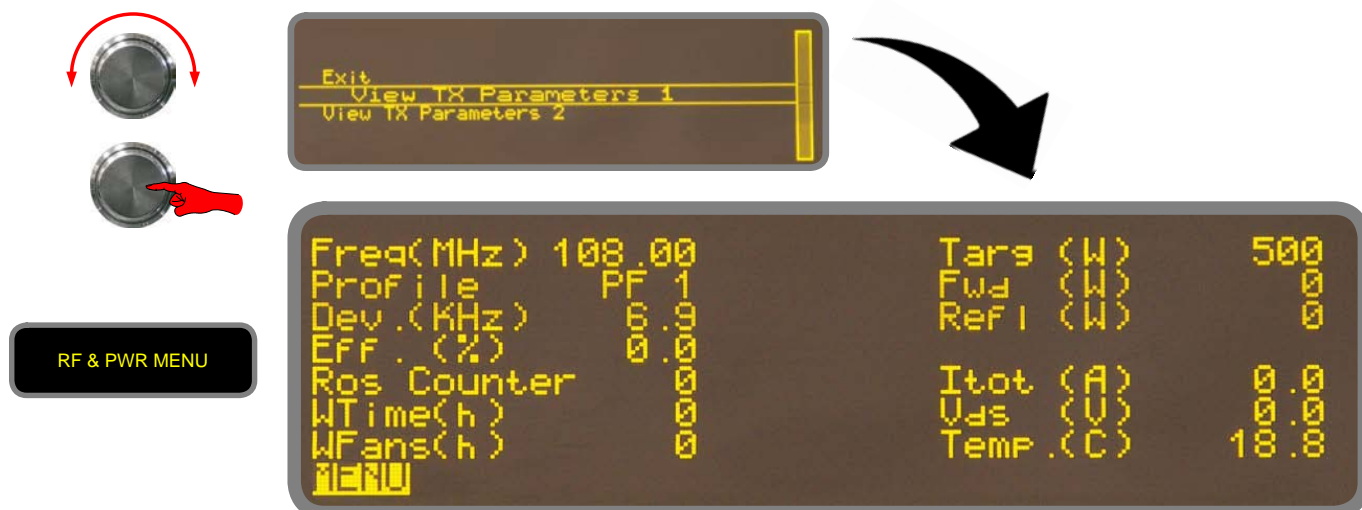 Exit
View TX Parameters 1
View TX Parameters 2
RF & PWR MENU
Freq(MHz) 108.00
Profile PF 1
Dev.(KHz) 6.9
Eff. (%) 0.0
Ros Counter 0
WTime(h) 0
WFans(h) 0
MENU
Targ (W) 500
Fwd (W) 0
Refl (W) 0
Itot (A) 0.0
Vds (V) 0.0
Temp.(C) 18.8